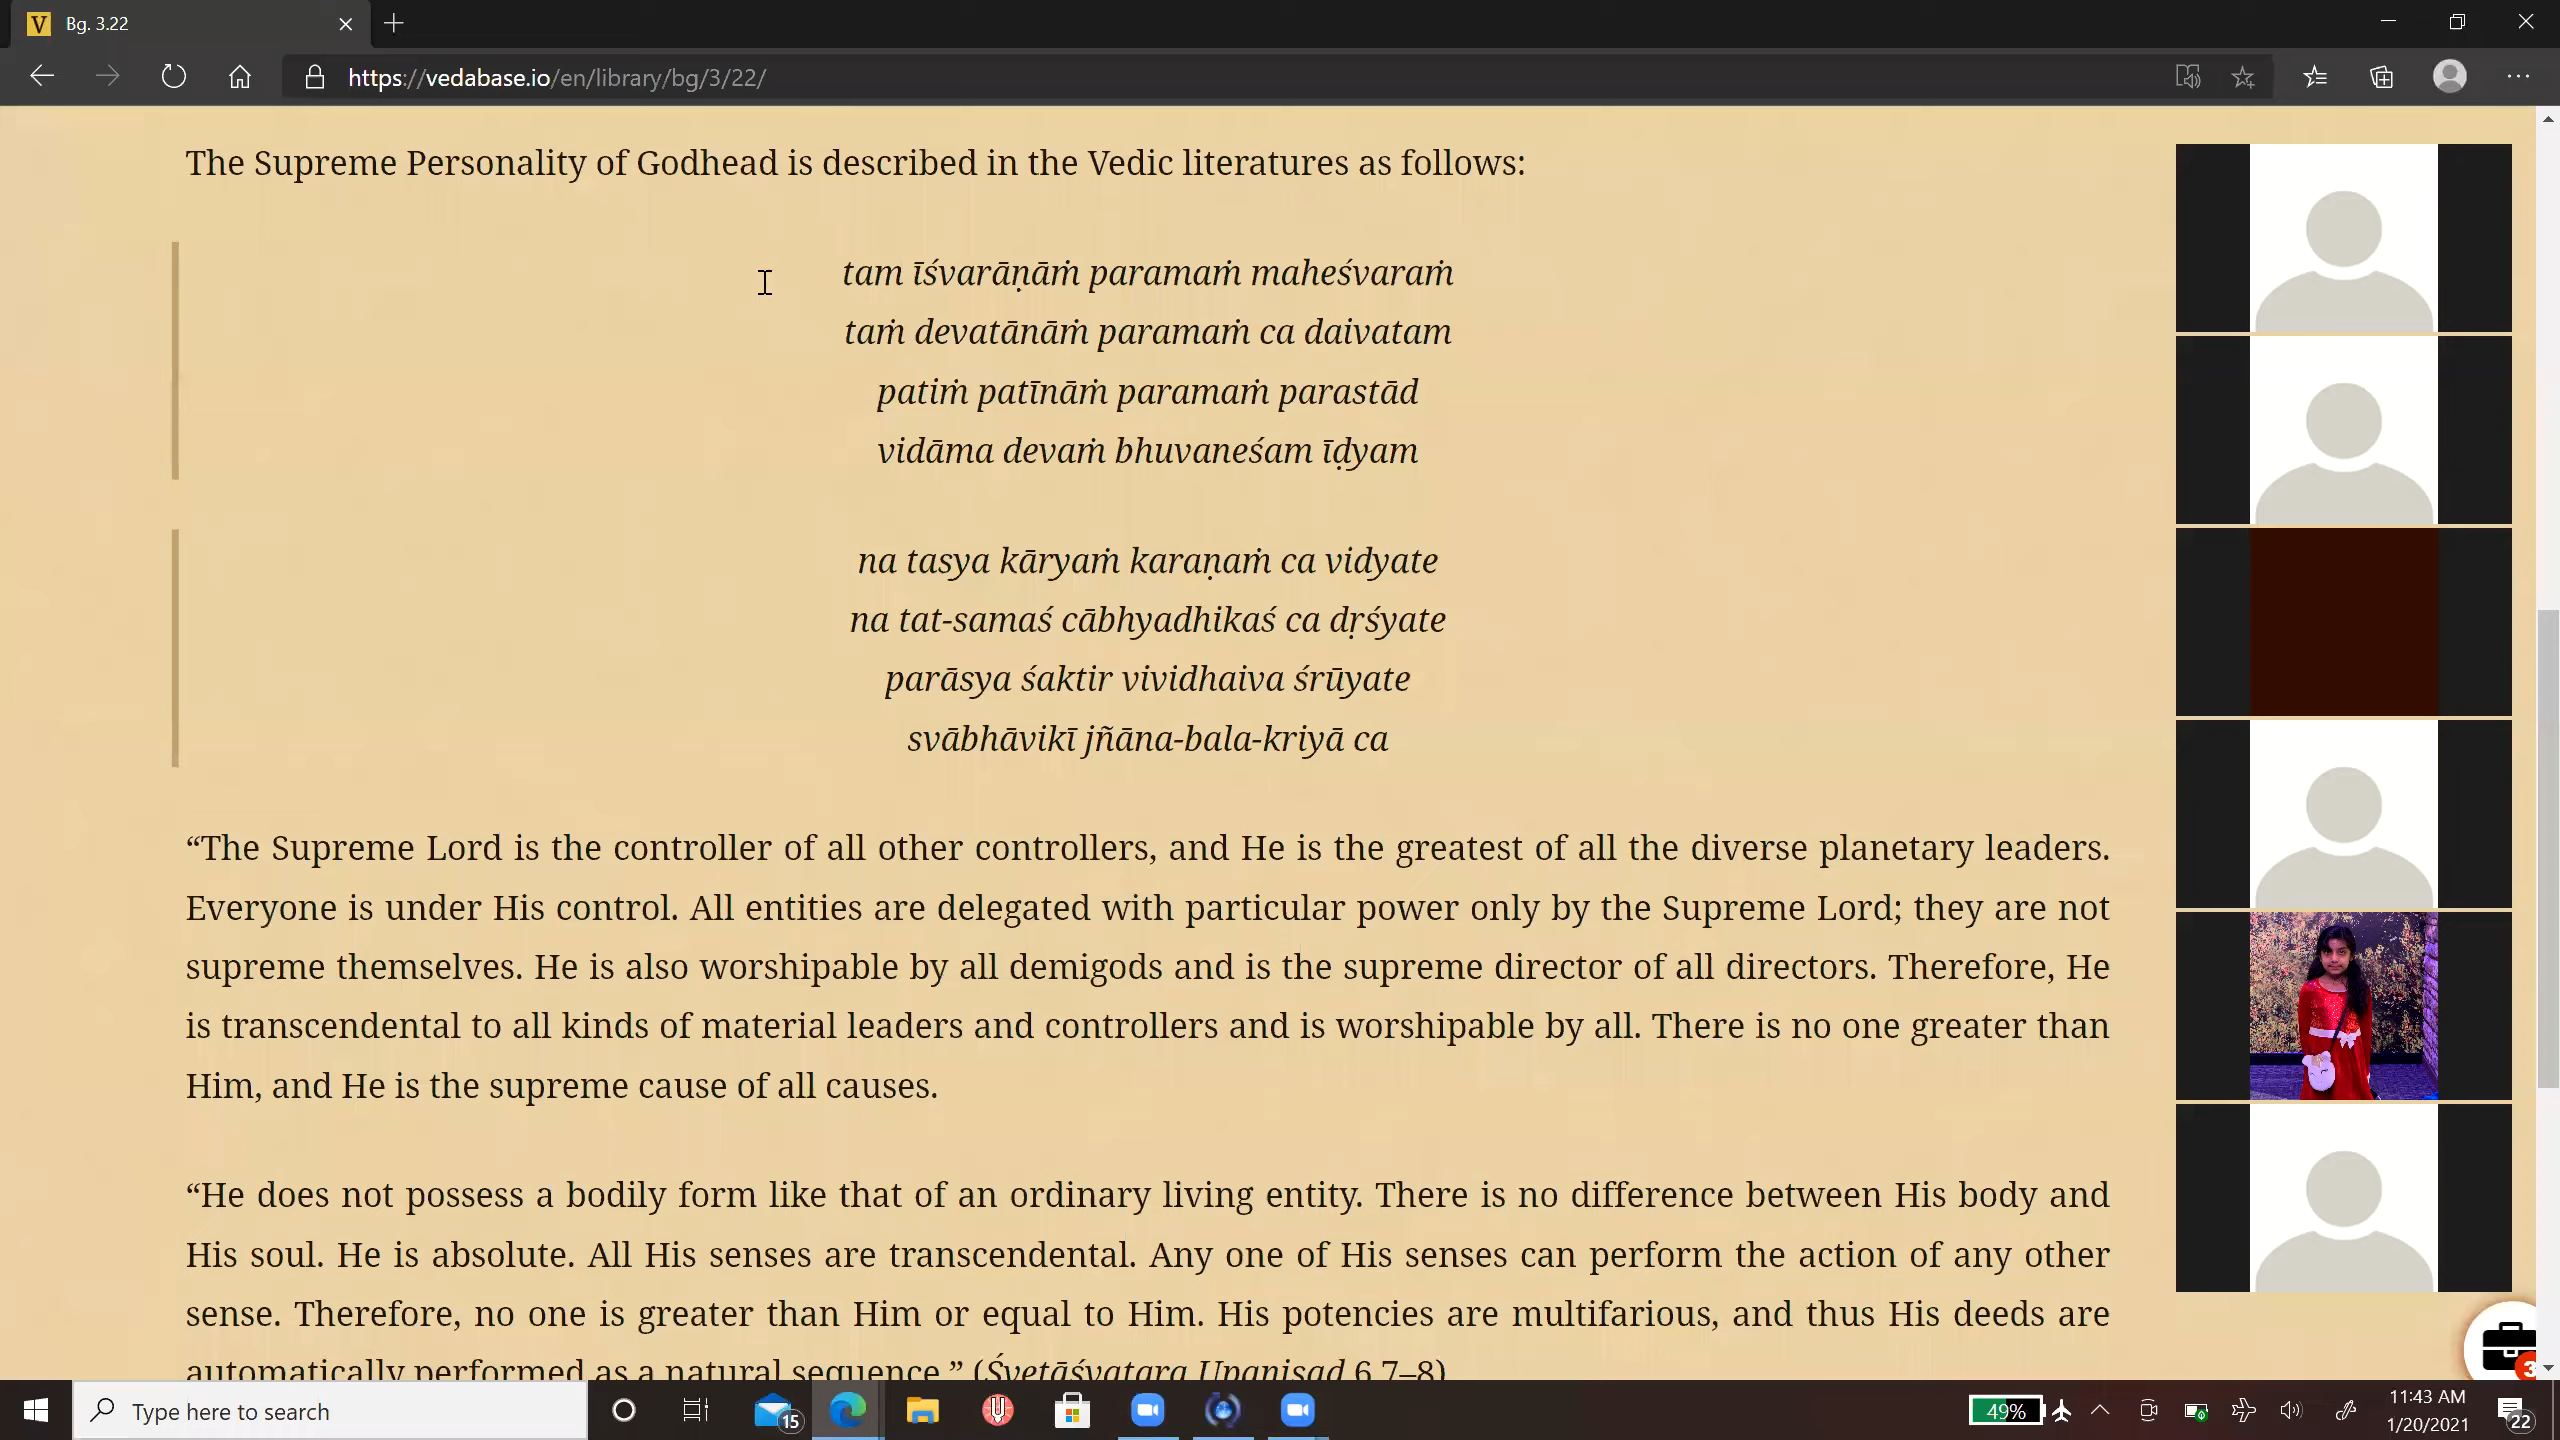 Bg. 3.22
https://vedabase.io/en/library/bg/3/22/
The Supreme Personality of Godhead is described in the Vedic literatures as follows:
tam īśvarāṇāṁ paramaṁ maheśvaraṁ
taṁ devatānāṁ paramaṁ ca daivatam
patiṁ patīnāṁ paramaṁ parastād
vidāma devaṁ bhuvaneśam īḍyam
na tasya kāryaṁ karaṇaṁ ca vidyate
na tat-samaś cābhyadhikaś ca dṛśyate
parāsya śaktir vividhaiva śrūyate
svābhāvikī jñāna-bala-kriyā ca
“The Supreme Lord is the controller of all other controllers, and He is the greatest of all the diverse planetary leaders.
Everyone is under His control. All entities are delegated with particular power only by the Supreme Lord; they are not
supreme themselves. He is also worshipable by all demigods and is the supreme director of all directors. Therefore, He
is transcendental to all kinds of material leaders and controllers and is worshipable by all. There is no one greater than
Him, and He is the supreme cause of all causes.
“He does not possess a bodily form like that of an ordinary living entity. There is no difference between His body and
His soul. He is absolute. All His senses are transcendental. Any one of His senses can perform the action of any other
sense. Therefore, no one is greater than Him or equal to Him. His potencies are multifarious, and thus His deeds are
automatically performed as a natural sequence.” (Śvetāśvatara Upaniṣad 6.7–8)
3
Type here to search
15
49%
11:43 AM
1/20/2021
22